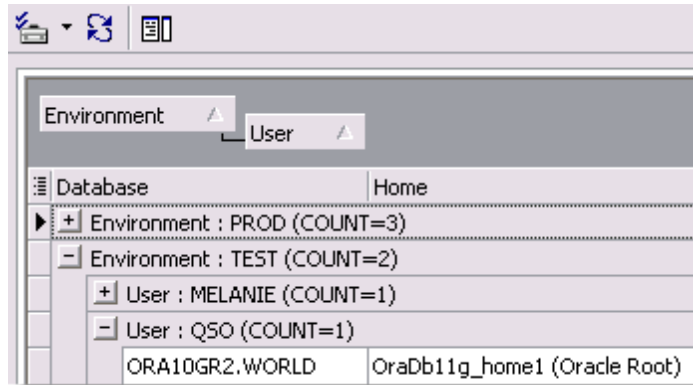 Environment
User
Database Home
Environment : PROD (COUNT=3)
Environment : TEST (COUNT=2)
User : MELANIE (COUNT=1)
User : QSO (COUNT=1)
ORA10GR2.WORLD OraDb11g_home1 (Oracle Root)